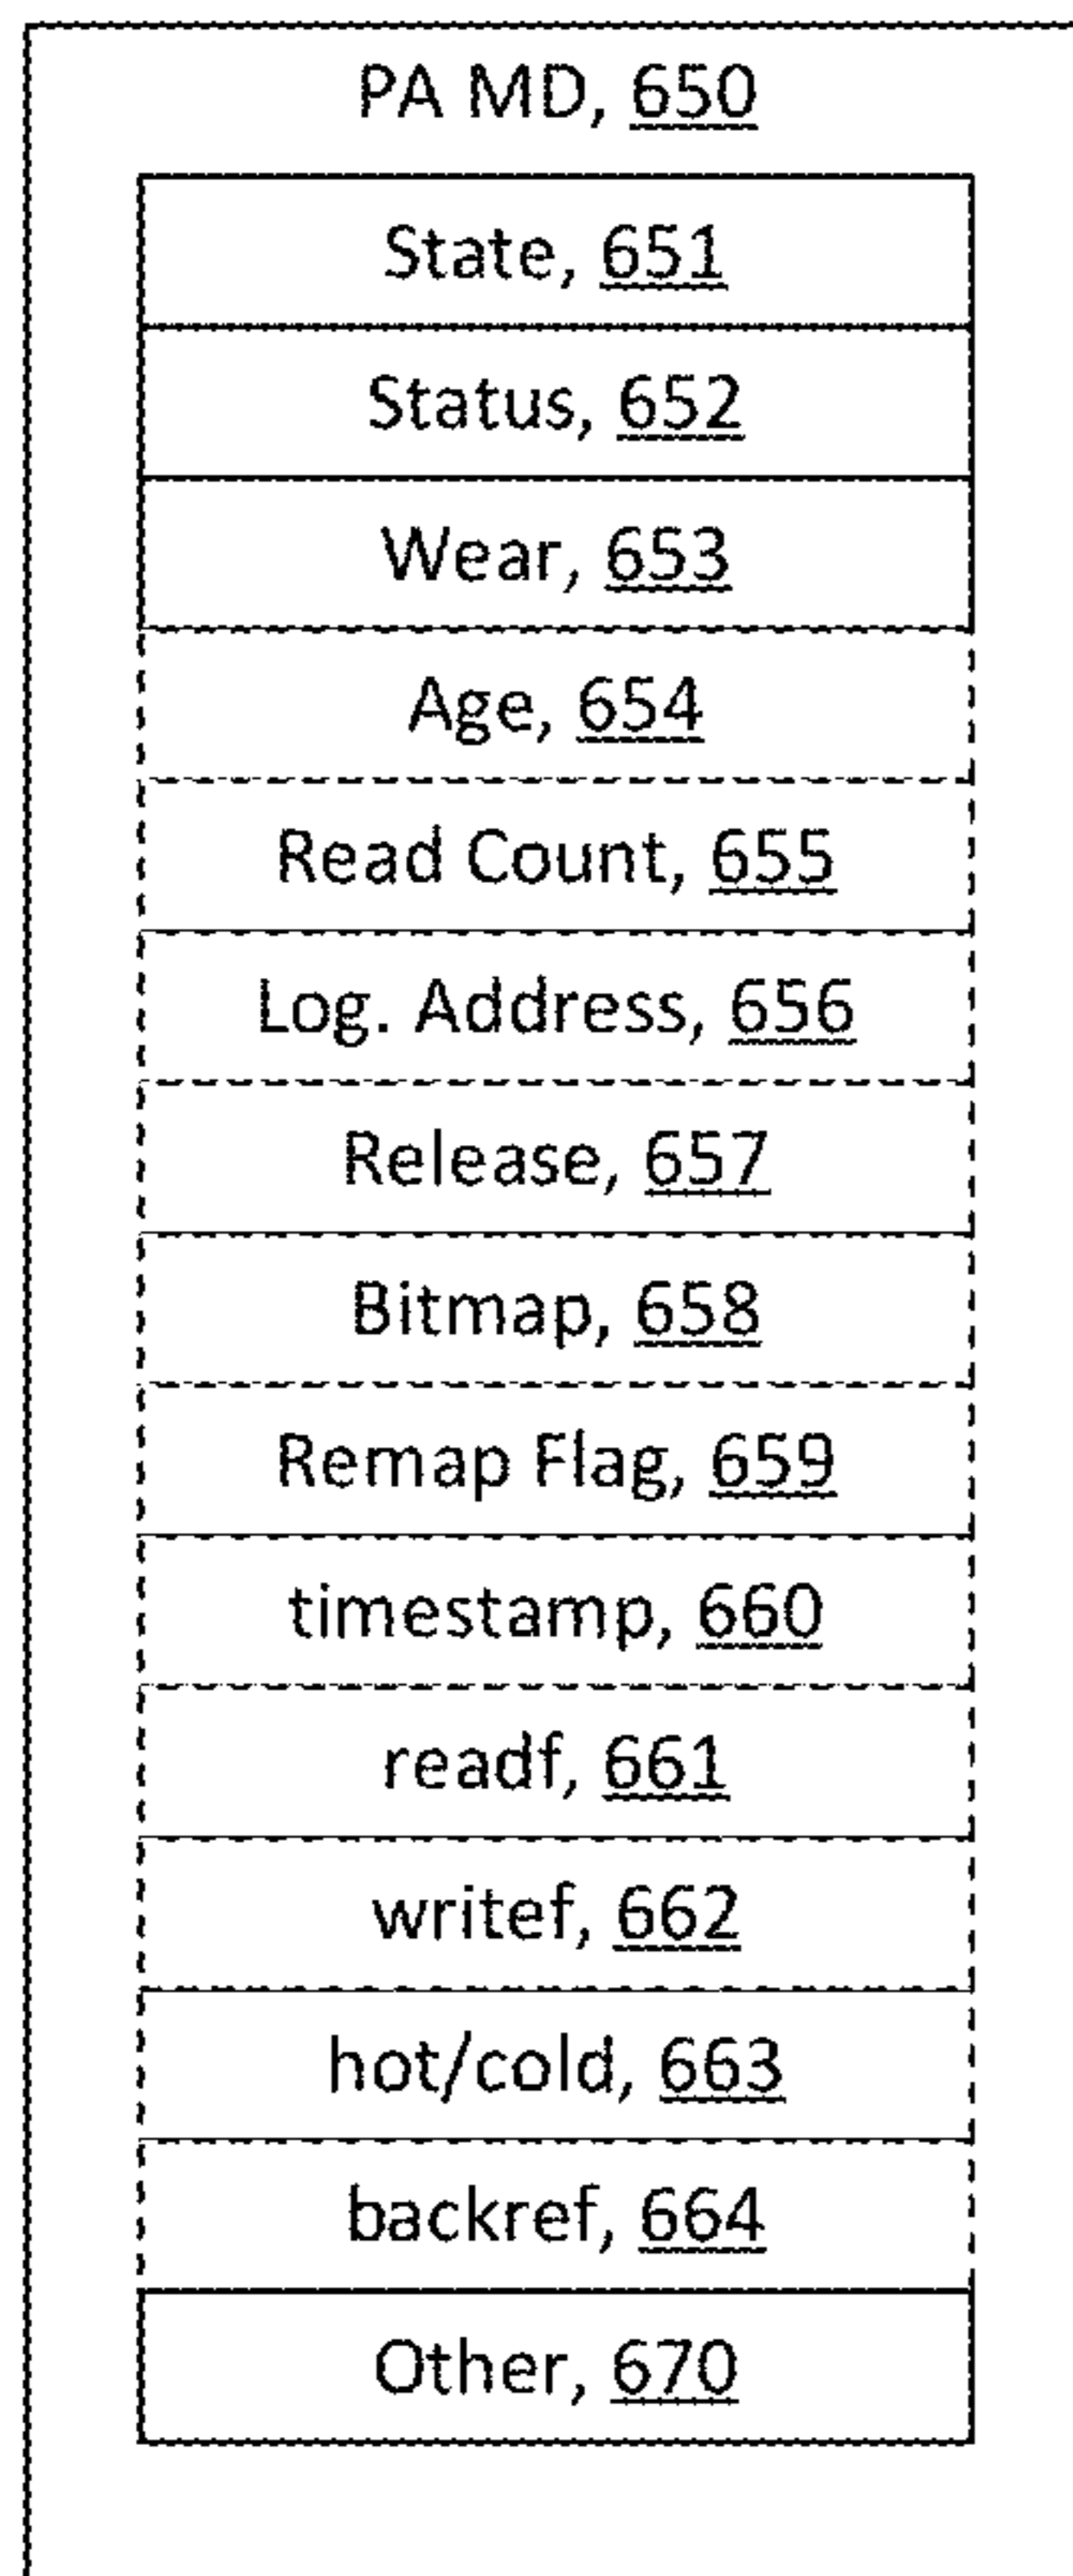 PA MD, 650
State, 651
Status, 652
Wear, 653
Age, 654
Read Count, 655
Log. Address, 656
Release, 657
Bitmap, 658
Remap Flag, 659
timestamp, 660
readf, 661
writef, 662
hot/cold, 663
backref, 664
Other, 670